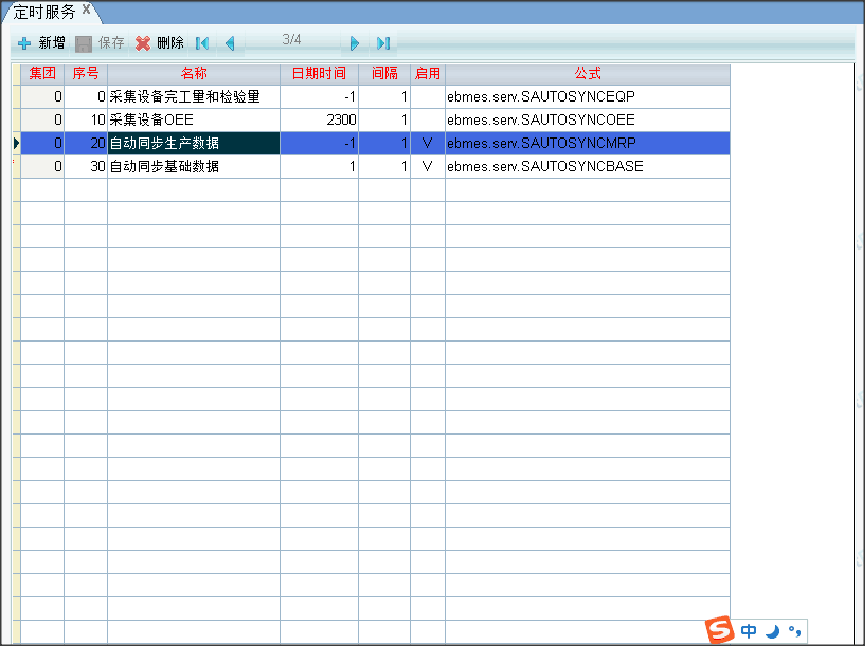 定时服务 X
新增 保存 删除 3/4
集团 序号 名称 日期时间 间隔 启用 公式
0 0 采集设备完工量和检验量 -1 1 ebmes.serv.SAUTOSYNCEQP
0 10 采集设备OEE 2300 1 ebmes.serv.SAUTOSYNCOEE
0 20 自动同步生产数据 -1 1 V ebmes.serv.SAUTOSYNCMRP
0 30 自动同步基础数据 1 1 V ebmes.serv.SAUTOSYNCBASE
S 中